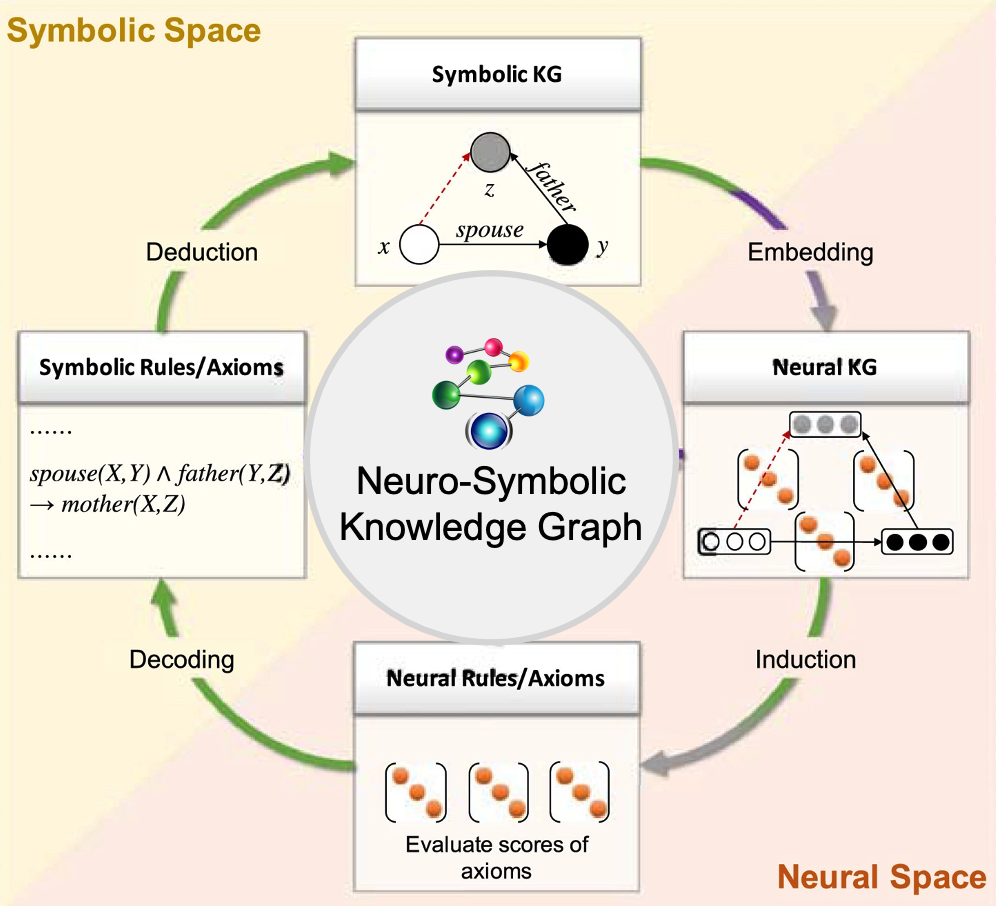 Symbolic Space
Symbolic KG
father
z
spouse
x
y
Deduction
Embedding
Symbolic Rules/Axioms
Neural KG
......
spouse(X,Y) ∧ father(Y,Z)
→ mother(X,Z)
......
Neuro-Symbolic
Knowledge Graph
Decoding
Induction
Neural Rules/Axioms
Evaluate scores of
axioms
Neural Space